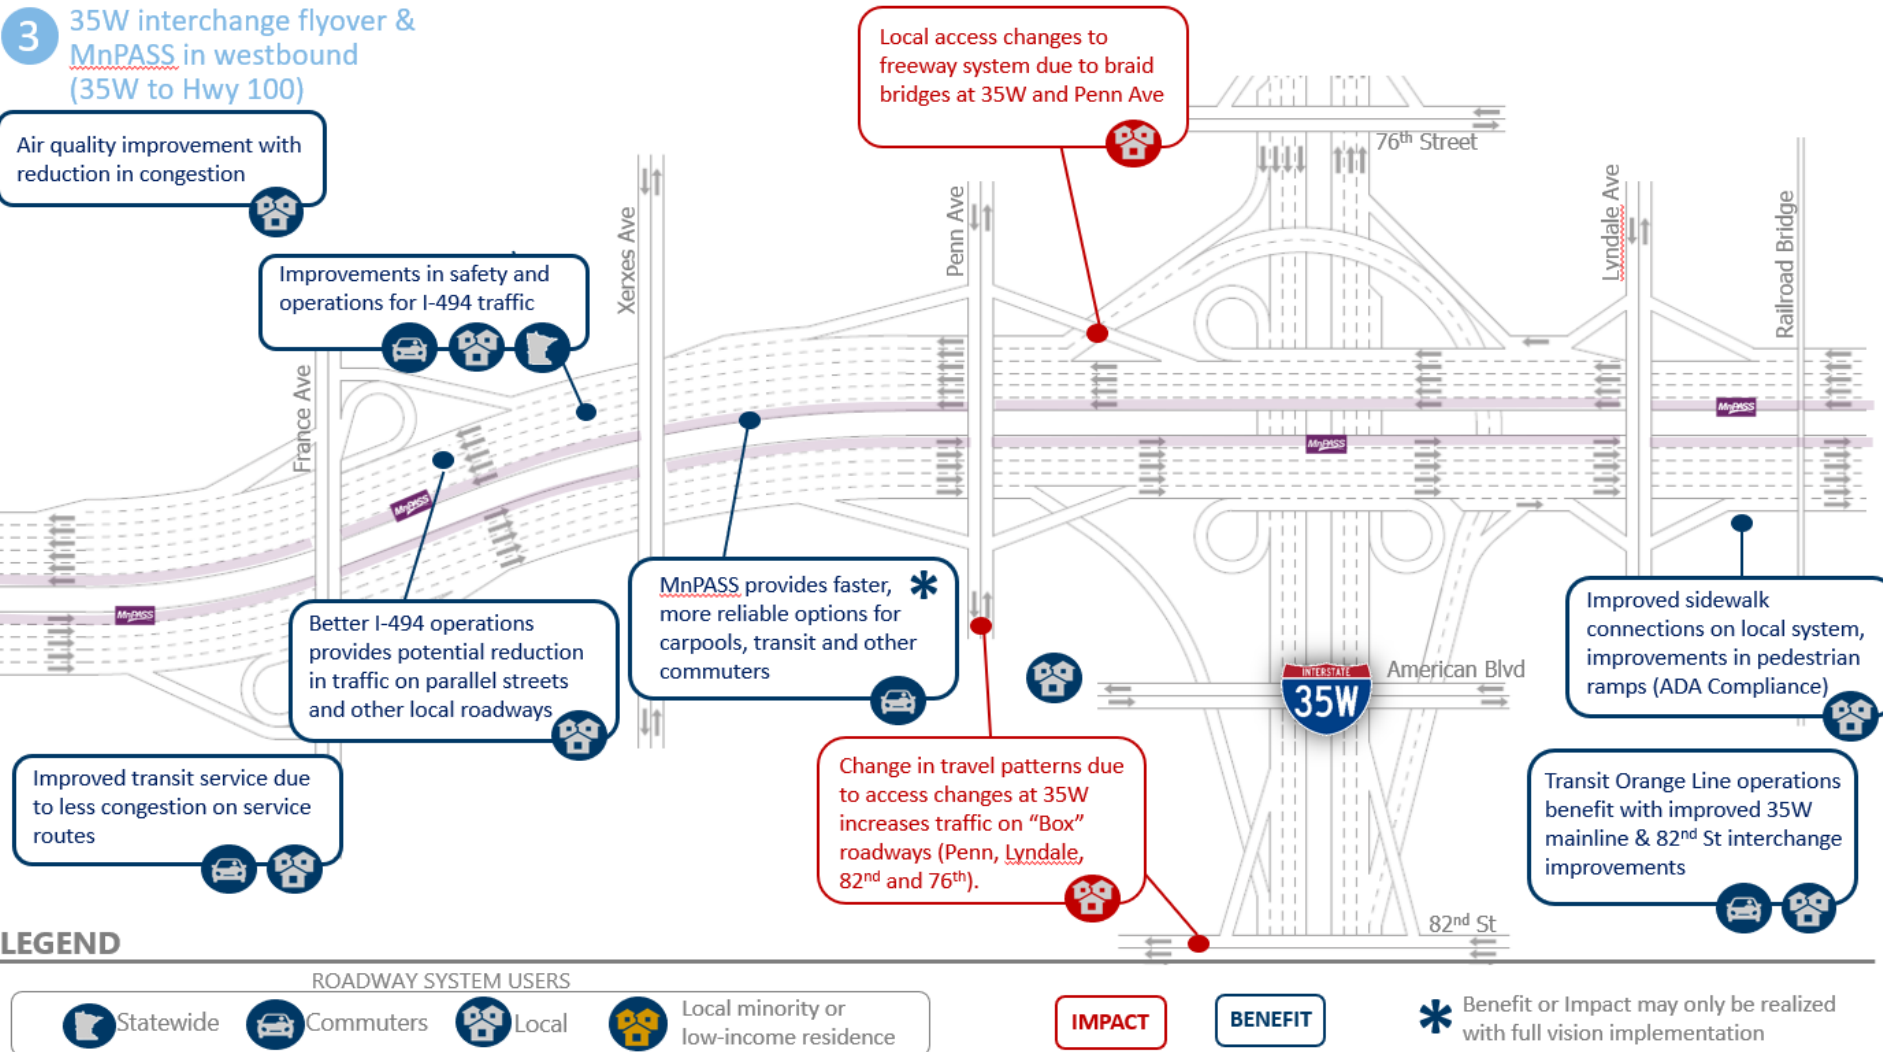 3
35W interchange flyover &
MnPASS in westbound
(35W to Hwy 100)
Air quality improvement with
reduction in congestion
Improvements in safety and
operations for I-494 traffic
Local access changes to
freeway system due to braid
bridges at 35W and Penn Ave
76th Street
Xerxes Ave
Penn Ave
Lyndale Ave
Railroad Bridge
France Ave
MnPASS
MnPASS
MnPASS
MnPASS
Better I-494 operations
provides potential reduction
in traffic on parallel streets
and other local roadways
MnPASS provides faster, *
more reliable options for
carpools, transit and other
commuters
Improved sidewalk
connections on local system,
improvements in pedestrian
ramps (ADA Compliance)
American Blvd
INTERSTATE
35W
Improved transit service due
to less congestion on service
routes
Change in travel patterns due
to access changes at 35W
increases traffic on “Box”
roadways (Penn, Lyndale,
82nd and 76th).
Transit Orange Line operations
benefit with improved 35W
mainline & 82nd St interchange
improvements
82nd St
LEGEND
ROADWAY SYSTEM USERS
Statewide
Commuters
Local
Local minority or
low-income residence
IMPACT
BENEFIT
* Benefit or Impact may only be realized
with full vision implementation